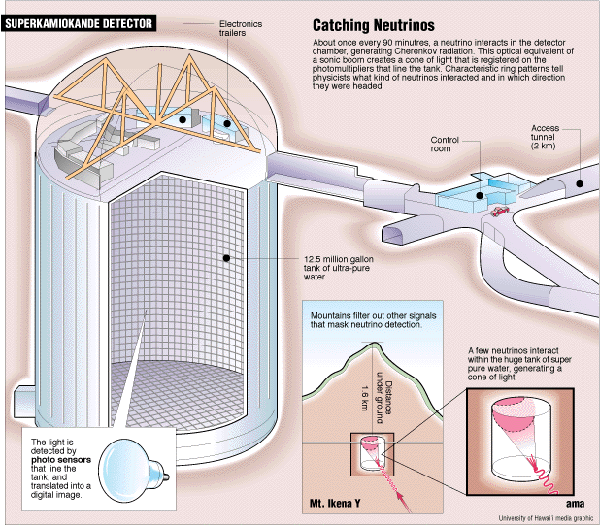 SUPERKAMIOKANDE DETECTOR
Electronics
trailers
Catching Neutrinos
About once every 90 minutres, a neutrino interacts ir the detector
chamber, generating Cherenkov radiation. This optical equivalent of
a sonic boom creates a cone of light that is registered on the
photomultipliers that line the tank. Characteristic ring patterns tell
physicists what kind of neutrinos interacted and in which direction
they were headed
Control
room
Access
tunnel
(2 km)
12.5 million gallon
tank of ultra-pure
water
Mountains filter out other signals
that mask neutrino detection.
Distance
under ground
1.6 km
Mt. Ikena Y
A few neutrinos interact
within the huge tank of super
pure water, generating a
cone of light
ama
The light is
detected by
photo sensors
that line the
tank and
translated into a
digital image.
University of Hawaii media graphic